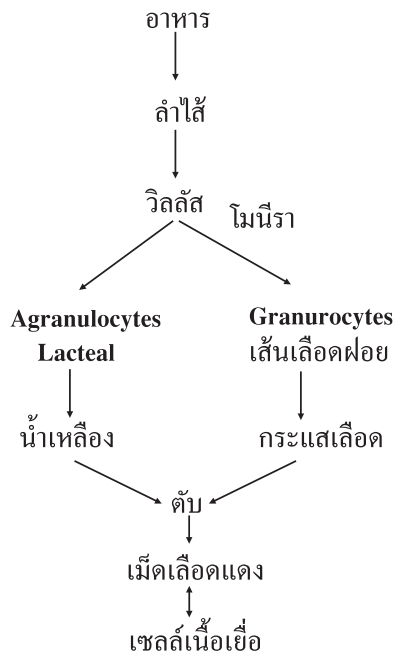 อาหาร
ลำไส้
วิลลัส
โมนีรา
Agranulocytes
Lacteal
Granurocytes
เส้นเลือดฝอย
น้ำเหลือง
กระแสเลือด
ตับ
เม็ดเลือดแดง
เซลล์เนื้อเยื่อ